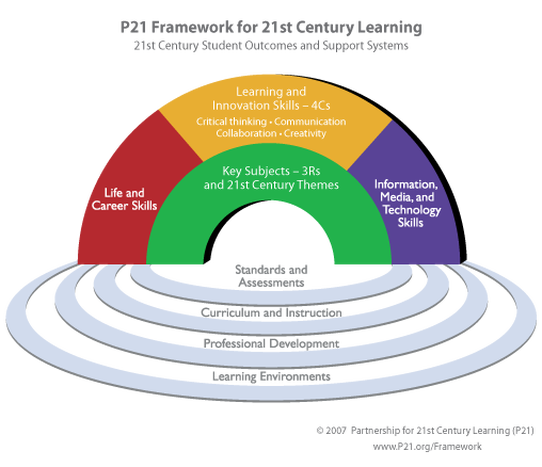 P21 Framework for 21st Century Learning
21st Century Student Outcomes and Support Systems
Learning and
Innovation Skills – 4Cs
Critical thinking • Communication
Collaboration • Creativity
Key Subjects – 3Rs
and 21st Century Themes
Life and
Career Skills
Information,
Media, and
Technology
Skills
Standards and
Assessments
Curriculum and Instruction
Professional Development
Learning Environments
© 2007 Partnership for 21st Century Learning (P21)
www.P21.org/Framework